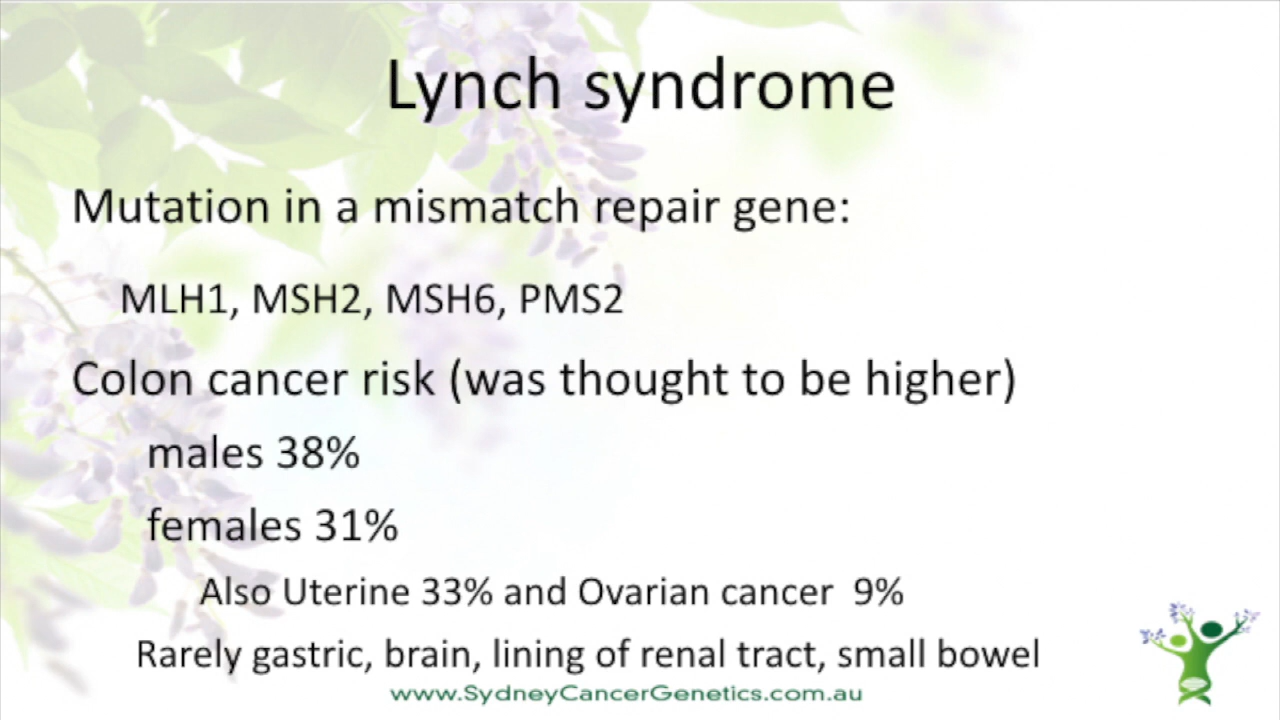 Lynch syndrome
Mutation in a mismatch repair gene:
MLH1, MSH2, MSH6, PMS2
Colon cancer risk (was thought to be higher)
males 38%
females 31%
Also Uterine 33% and Ovarian cancer 9%
Rarely gastric, brain, lining of renal tract, small bowel
www.SydneyCancerGenetics.com.au